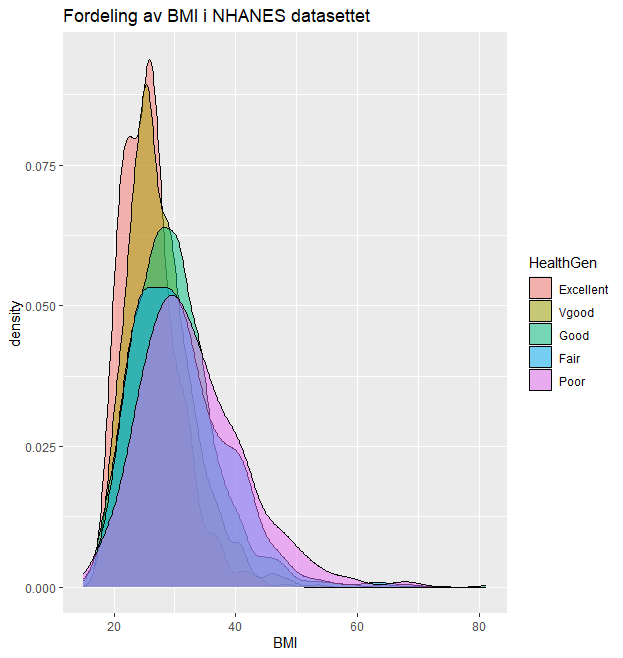 Fordeling av BMI i NHANES datasettet
density
0.075
0.050
0.025
0.000
20 40 60 80
BMI
HealthGen
Excellent
Vgood
Good
Fair
Poor